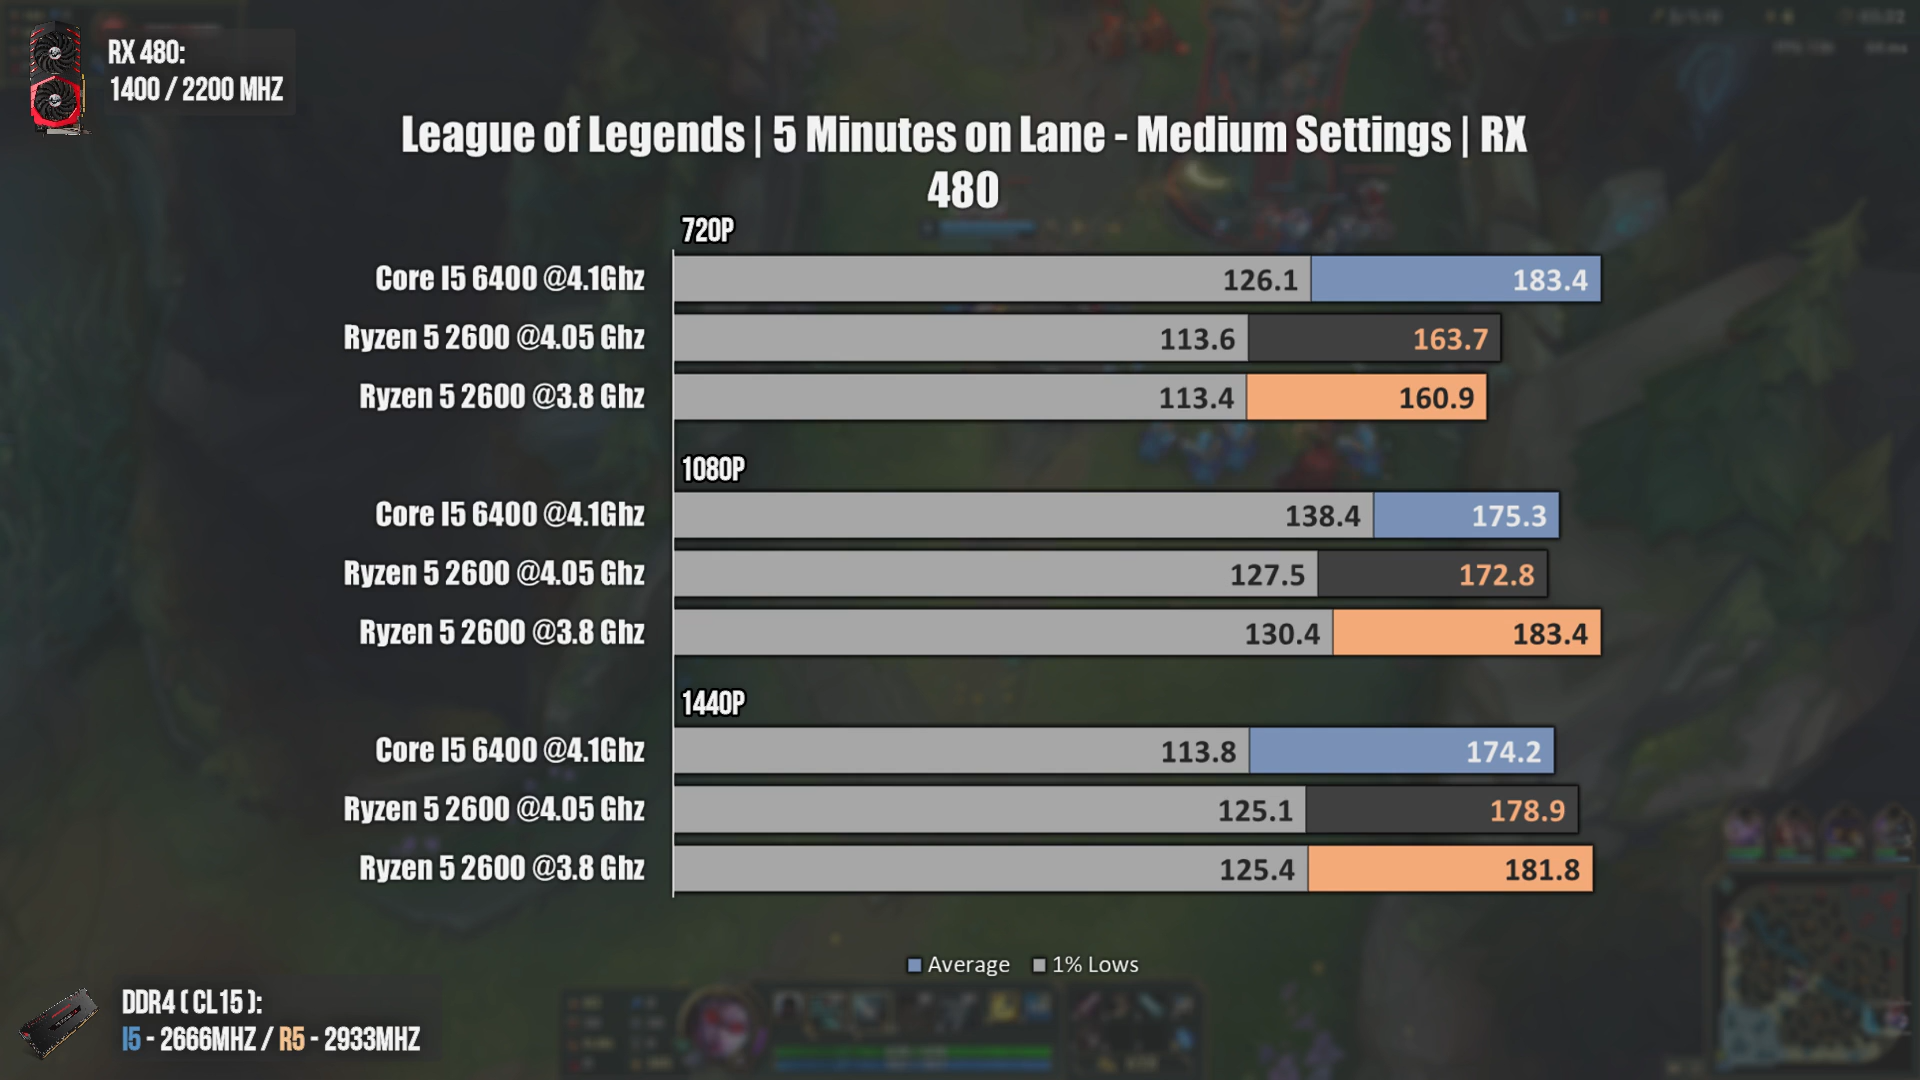 RX 480:
1400 / 2200 MHZ
League of Legends | 5 Minutes on Lane - Medium Settings | RX
480
720P
Core I5 6400 @4.1Ghz
126.1
183.4
Ryzen 5 2600 @4.05 Ghz
113.6
163.7
Ryzen 5 2600 @3.8 Ghz
113.4
160.9
1080P
Core I5 6400 @4.1Ghz
138.4
175.3
Ryzen 5 2600 @4.05 Ghz
127.5
172.8
Ryzen 5 2600 @3.8 Ghz
130.4
183.4
1440P
Core I5 6400 @4.1Ghz
113.8
174.2
Ryzen 5 2600 @4.05 Ghz
125.1
178.9
Ryzen 5 2600 @3.8 Ghz
125.4
181.8
Average
1% Lows
DDR4 ( CL15 ):
I5 - 2666MHZ / R5 - 2933MHZ